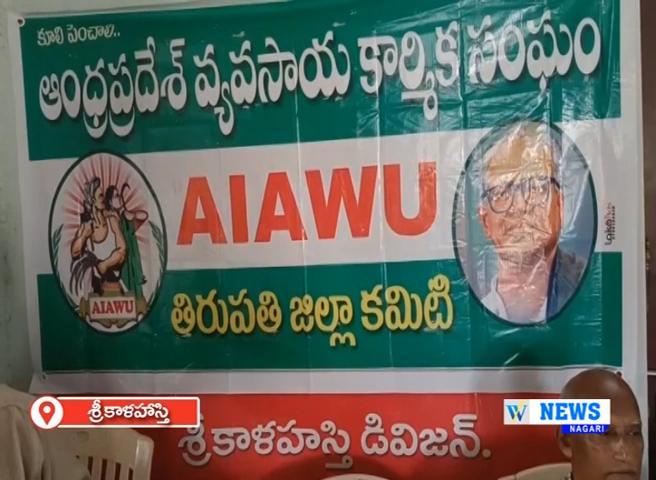 కూలి పెంచాలి..
ఆంధ్రప్రదేశ్ వ్యవసాయ కార్మిక సంఘం
AIAWU
AIAWU
తిరుపతి జిల్లా కమిటి
శ్రీకాళహస్తి
శ్రీకాళహస్తి డివిజన్.
W NEWS
NAGARI